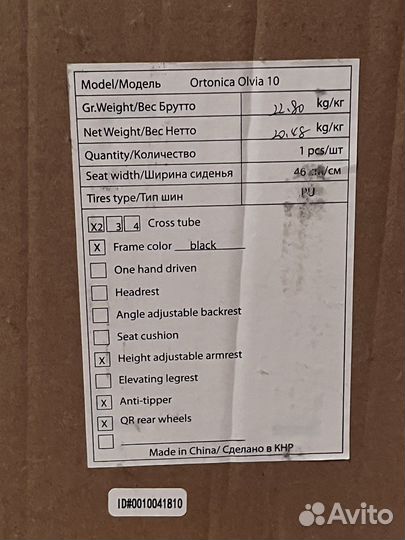 Model/Модель Ortonica Olvia 10
Gr.Weight/Вес Брутто 22.80 kg/кг
Net Weight/Вес Нетто 20.48 kg/кг
Quantity/Количество 1 pcs/шт
Seat width/Ширина сиденья 46 см/см
Tires type/Тип шин PU
X2 3 4 Cross tube
X Frame color black
One hand driven
Headrest
Angle adjustable backrest
Seat cushion
X Height adjustable armrest
Elevating legrest
X Anti-tipper
X QR rear wheels
Made in China/ Сделано в КНР
ID#0010041810
Avito